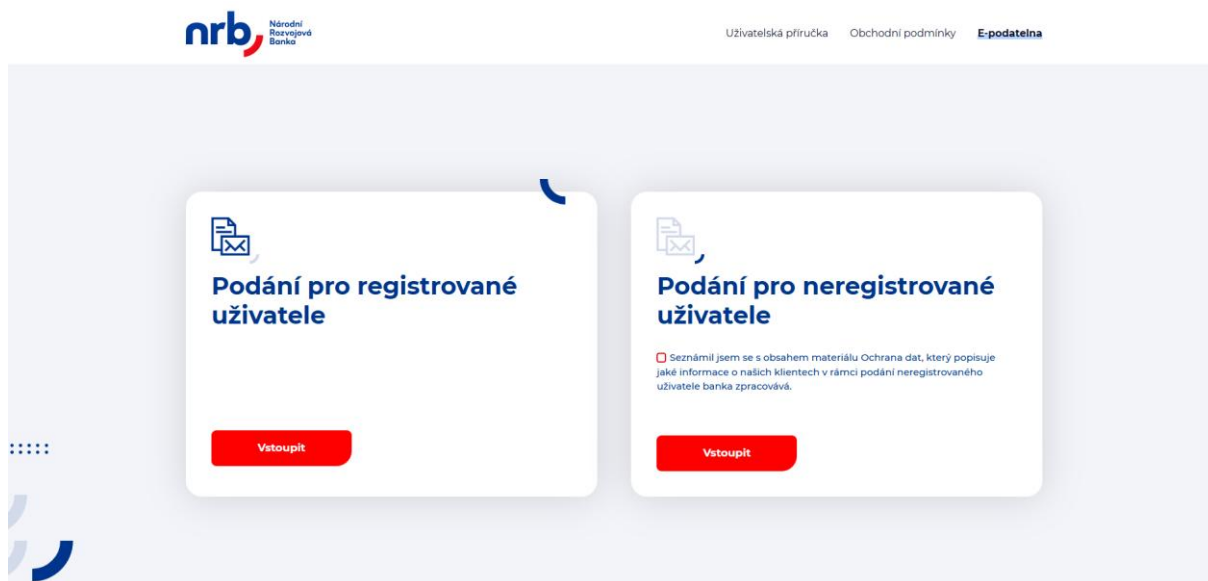 nrb
Národní
Rozvojová
Banka
Uživatelská příručka
Obchodní podmínky
E-podatelna
Podání pro registrované
uživatele
Vstoupit
Podání pro neregistrované
uživatele
Seznámil jsem se s obsahem materiálu Ochrana dat, který popisuje
jaké informace o našich klientech v rámci podání neregistrovaného
uživatele banka zpracovává.
Vstoupit